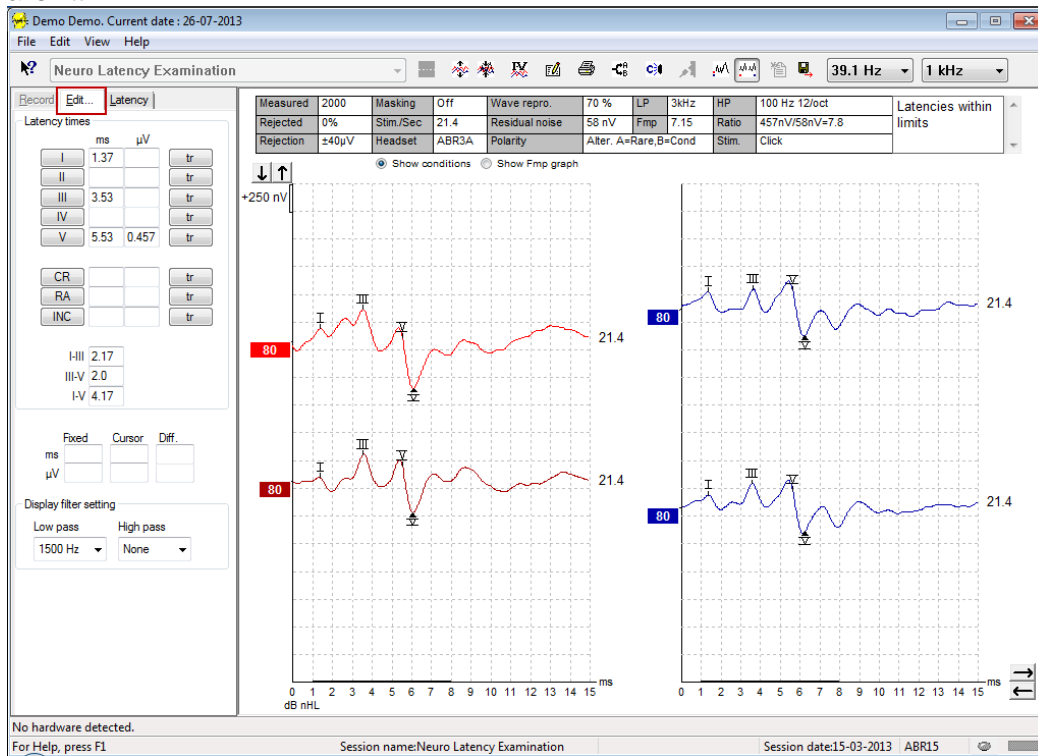 Demo Demo. Current date : 26-07-2013
File Edit View Help
Neuro Latency Examination 39.1 Hz 1 kHz
Record Edit... Latency
Latency times
ms µV
I 1.37 tr
II tr
III 3.53 tr
IV tr
V 5.53 0.457 tr
CR tr
RA tr
INC tr
I-III 2.17
III-V 2.0
I-V 4.17
Fixed Cursor Diff.
ms
µV
Display filter setting
Low pass High pass
1500 Hz None
Measured 2000 Masking Off Wave repro. 70 % LP 3kHz HP 100 Hz 12/oct
Rejected 0% Stim./Sec 21.4 Residual noise 58 nV Fmp 7.15 Ratio 457nV/58nV=7.8
Rejection ±40µV Headset ABR3A Polarity Alter. A=Rare,B=Cond Stim. Click
Latencies within
limits
Show conditions Show Fmp graph
+250 nV
I III V
80 21.4
I III V
80 21.4
0 1 2 3 4 5 6 7 8 9 10 11 12 13 14 15 ms
dB nHL
I III V
80 21.4
I III V
80 21.4
0 1 2 3 4 5 6 7 8 9 10 11 12 13 14 15 ms
No hardware detected.
For Help, press F1 Session name:Neuro Latency Examination Session date:15-03-2013 ABR15